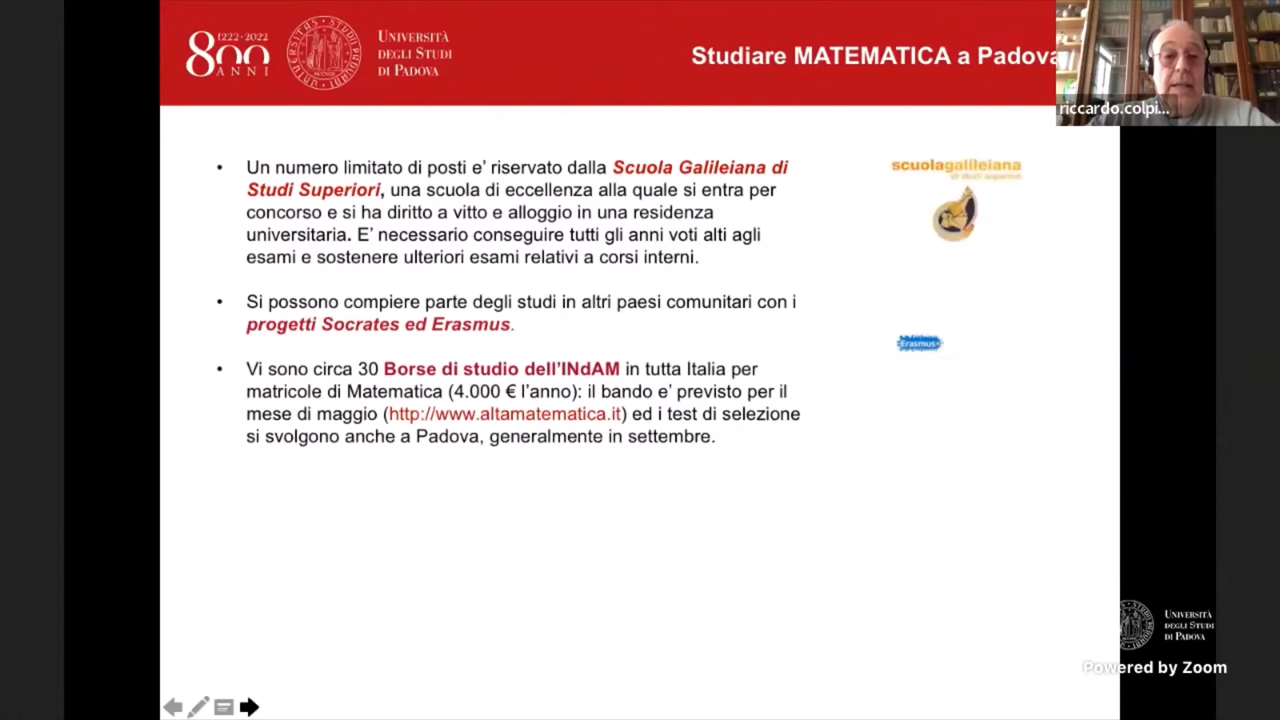 1222·2022
800
ANNI
UNIVERSITÀ
DEGLI STUDI
DI PADOVA
Studiare MATEMATICA a Padova
riccardo.colpi...
• Un numero limitato di posti e' riservato dalla Scuola Galileiana di
Studi Superiori, una scuola di eccellenza alla quale si entra per
concorso e si ha diritto a vitto e alloggio in una residenza
universitaria. E' necessario conseguire tutti gli anni voti alti agli
esami e sostenere ulteriori esami relativi a corsi interni.
scuolagalileiana
di studi superiori
• Si possono compiere parte degli studi in altri paesi comunitari con i
progetti Socrates ed Erasmus.
Erasmus+
• Vi sono circa 30 Borse di studio dell'INdAM in tutta Italia per
matricole di Matematica (4.000 € l'anno): il bando e' previsto per il
mese di maggio (http://www.altamatematica.it) ed i test di selezione
si svolgono anche a Padova, generalmente in settembre.
UNIVERSITÀ
DEGLI STUDI
DI PADOVA
Powered by Zoom